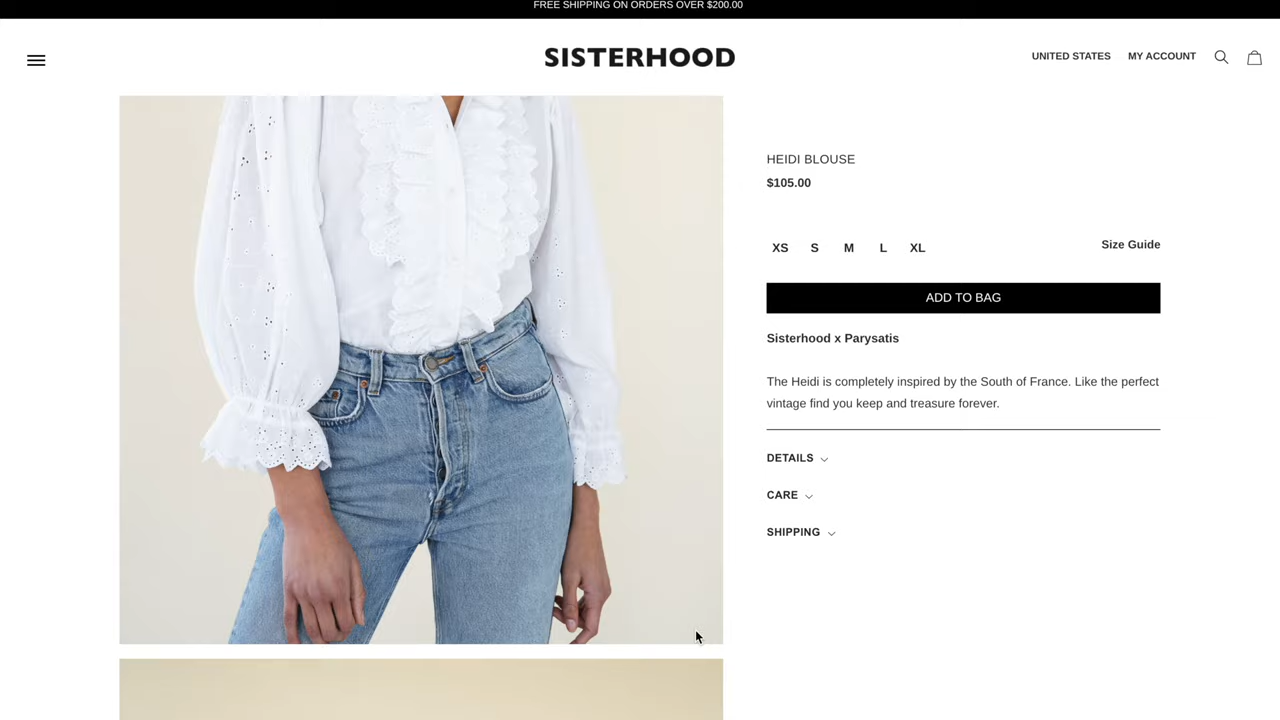 FREE SHIPPING ON ORDERS OVER $200.00
SISTERHOOD
UNITED STATES
MY ACCOUNT
HEIDI BLOUSE
$105.00
XS S M L XL
Size Guide
ADD TO BAG
Sisterhood x Parysatis
The Heidi is completely inspired by the South of France. Like the perfect
vintage find you keep and treasure forever.
DETAILS
CARE
SHIPPING